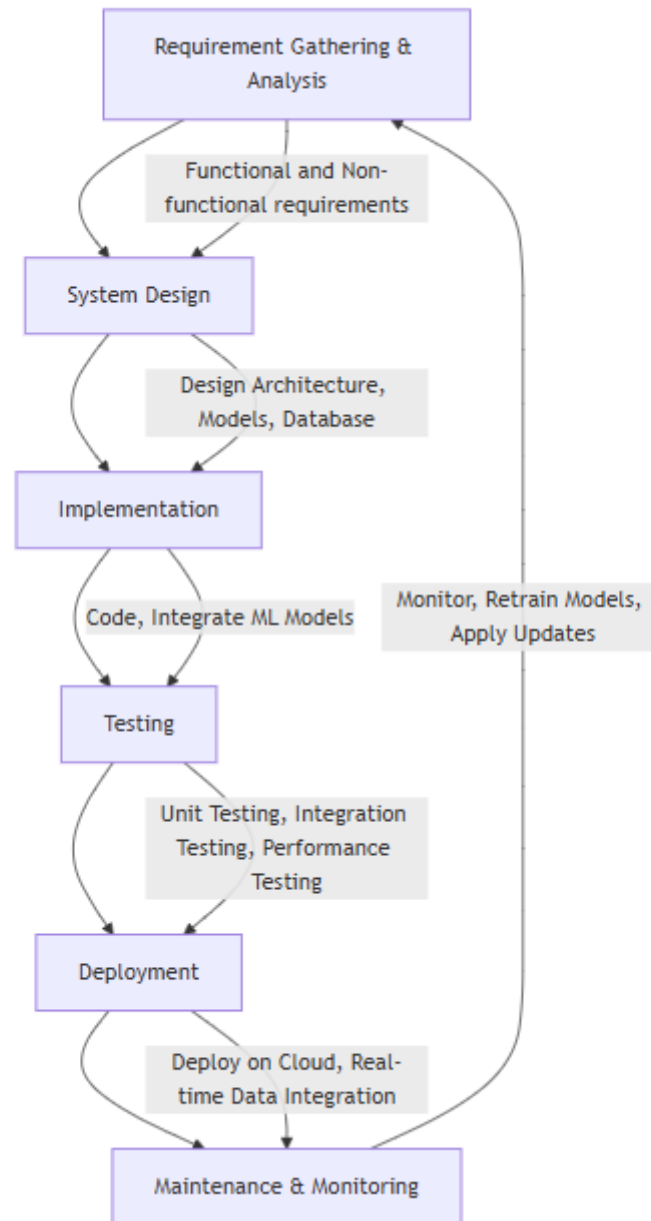 Requirement Gathering &
Analysis
Functional and Non-
functional requirements
System Design
Design Architecture,
Models, Database
Implementation
Code, Integrate ML Models
Monitor, Retrain Models,
Apply Updates
Testing
Unit Testing, Integration
Testing, Performance
Testing
Deployment
Deploy on Cloud, Real-
time Data Integration
Maintenance & Monitoring